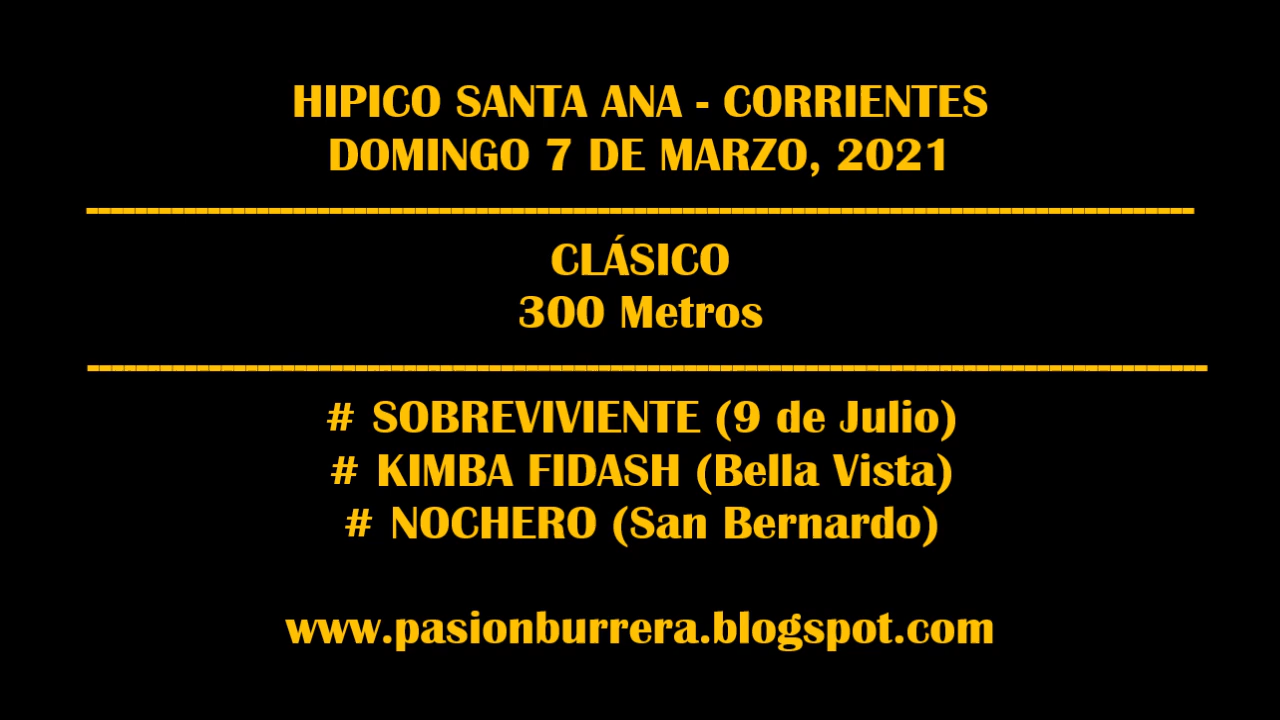 HIPICO SANTA ANA - CORRIENTES
DOMINGO 7 DE MARZO, 2021
CLÁSICO
300 Metros
# SOBREVIVIENTE (9 de Julio)
# KIMBA FIDASH (Bella Vista)
# NOCHERO (San Bernardo)
www.pasionburrera.blogspot.com